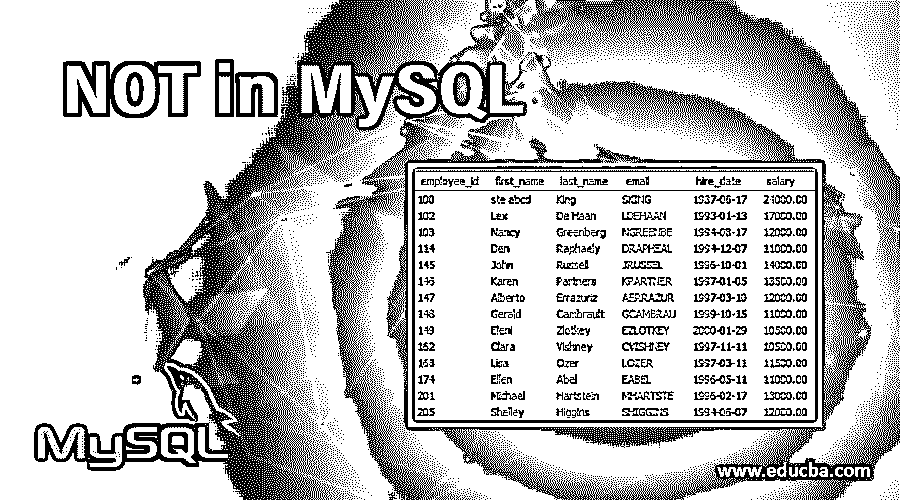 NOT in MySQL
employee_id first_name last_name email hire_date salary
100 ste abcd King SKING 1987-06-17 24000.00
102 Lex De Haan LDEHAAN 1993-01-13 17000.00
103 Nancy Greenberg NGREENBE 1994-08-17 12000.00
114 Den Raphaely DRAPHEAL 1994-12-07 11000.00
145 John Russell JRUSSEL 1996-10-01 14000.00
146 Karen Partners KPARTNER 1997-01-05 13500.00
147 Alberto Errazuriz AERRAZUR 1997-03-10 12000.00
148 Gerald Cambrault GCAMBRAU 1999-10-15 11000.00
149 Eleni Zlotkey EZLOTKEY 2000-01-29 10500.00
162 Clara Vishney CVISHNEY 1997-11-11 10500.00
168 Lisa Ozer LOZER 1997-03-11 11500.00
174 Ellen Abel EABEL 1996-05-11 11000.00
201 Michael Hartstein MHARTSTE 1996-02-17 13000.00
205 Shelley Higgins SHIGGINS 1994-06-07 12000.00
MySQL
www.educba.com